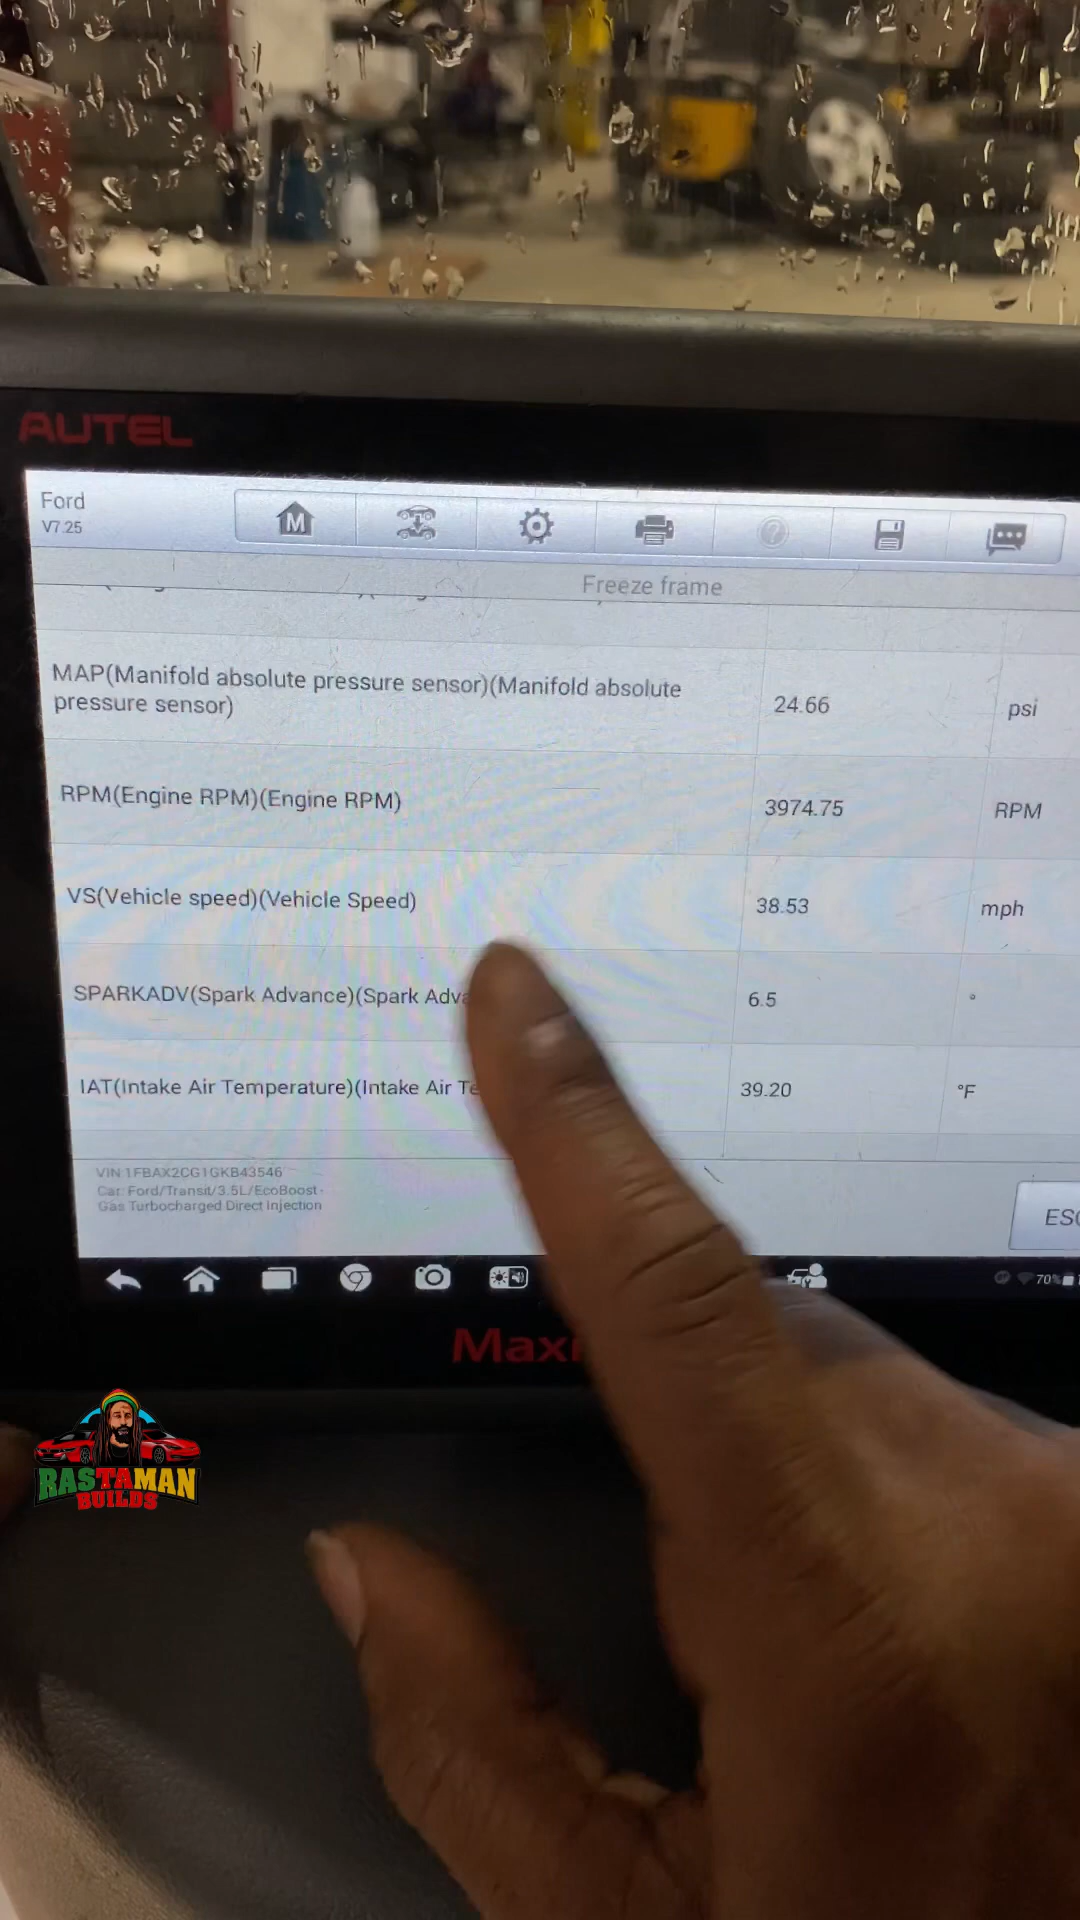 AUTEL
Ford
V7.25
M
Freeze frame
MAP(Manifold absolute pressure sensor)(Manifold absolute
pressure sensor)
24.66
psi
RPM(Engine RPM)(Engine RPM)
3974.75
RPM
VS(Vehicle speed)(Vehicle Speed)
38.53
mph
SPARKADV(Spark Advance)(Spark Adva
6.5
°
IAT(Intake Air Temperature)(Intake Air Te
39.20
°F
VIN:1FBAX2CG1GKB43546
Car: Ford/Transit/3.5L/EcoBoost -
Gas Turbocharged Direct Injection
ESC
70%
Maxi
RASTAMAN
BUILDS